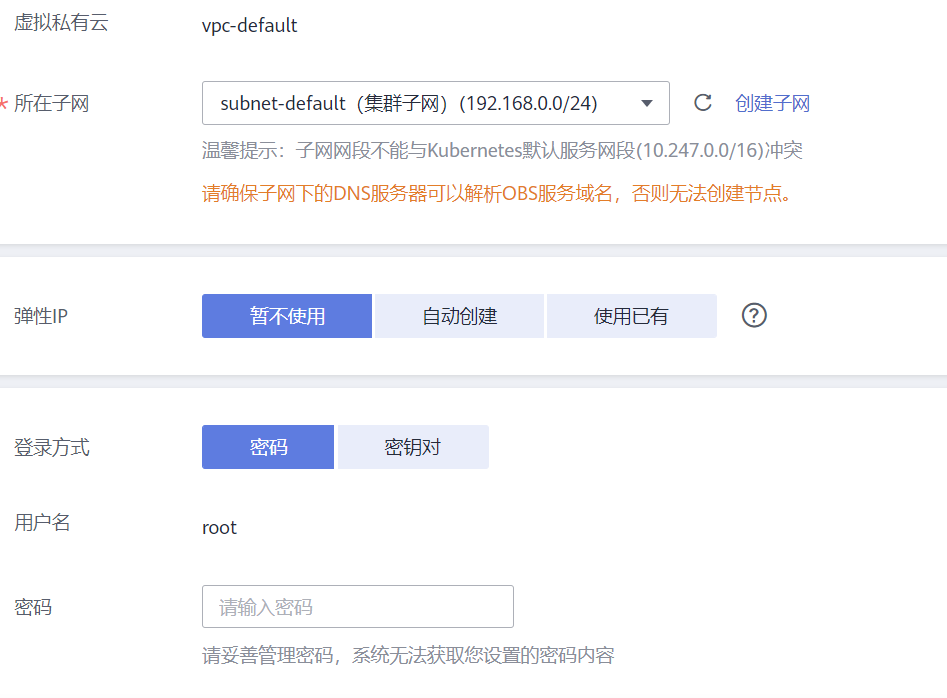 虚拟私有云 vpc-default
* 所在子网 subnet-default（集群子网）(192.168.0.0/24) 创建子网
温馨提示：子网网段不能与Kubernetes默认服务网段(10.247.0.0/16)冲突
请确保子网下的DNS服务器可以解析OBS服务域名，否则无法创建节点。
弹性IP 暂不使用 自动创建 使用已有 ?
登录方式 密码 密钥对
用户名 root
密码 请输入密码
请妥善管理密码，系统无法获取您设置的密码内容